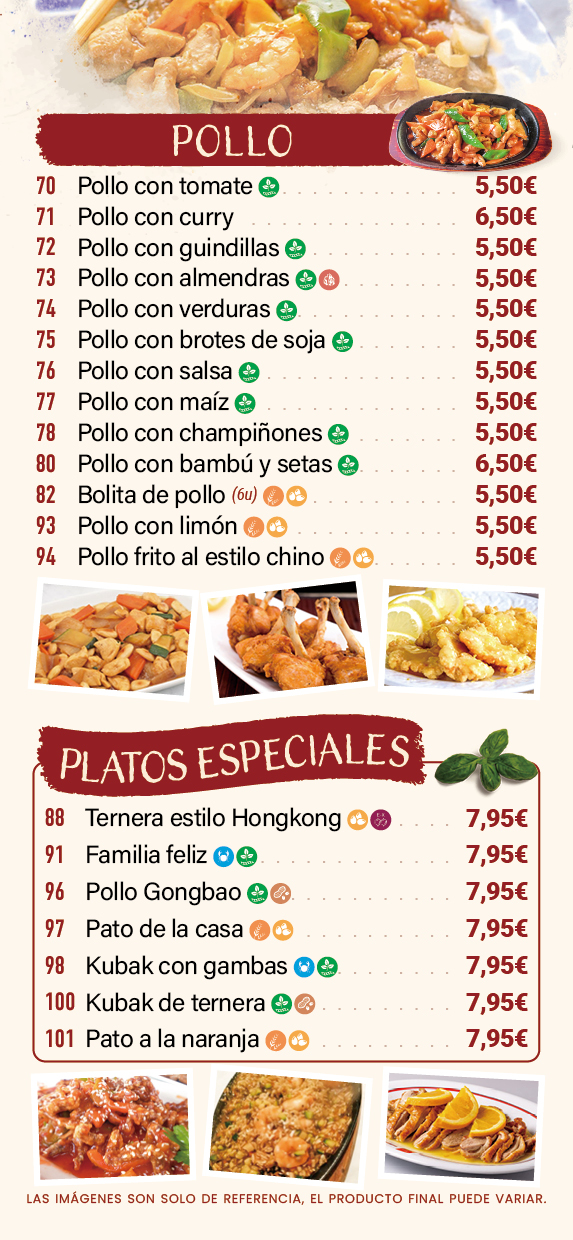 POLLO
70 Pollo con tomate 5,50€
71 Pollo con curry 6,50€
72 Pollo con guindillas 5,50€
73 Pollo con almendras 5,50€
74 Pollo con verduras 5,50€
75 Pollo con brotes de soja 5,50€
76 Pollo con salsa 5,50€
77 Pollo con maíz 5,50€
78 Pollo con champiñones 5,50€
80 Pollo con bambú y setas 6,50€
82 Bolita de pollo (6u) 5,50€
93 Pollo con limón 5,50€
94 Pollo frito al estilo chino 5,50€
PLATOS ESPECIALES
88 Ternera estilo Hongkong 7,95€
91 Familia feliz 7,95€
96 Pollo Gongbao 7,95€
97 Pato de la casa 7,95€
98 Kubak con gambas 7,95€
100 Kubak de ternera 7,95€
101 Pato a la naranja 7,95€
LAS IMÁGENES SON SOLO DE REFERENCIA, EL PRODUCTO FINAL PUEDE VARIAR.